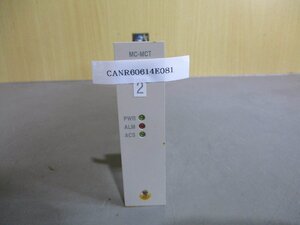 MC-MCT
CANR60614E081
2
PWR
ALM
ACS